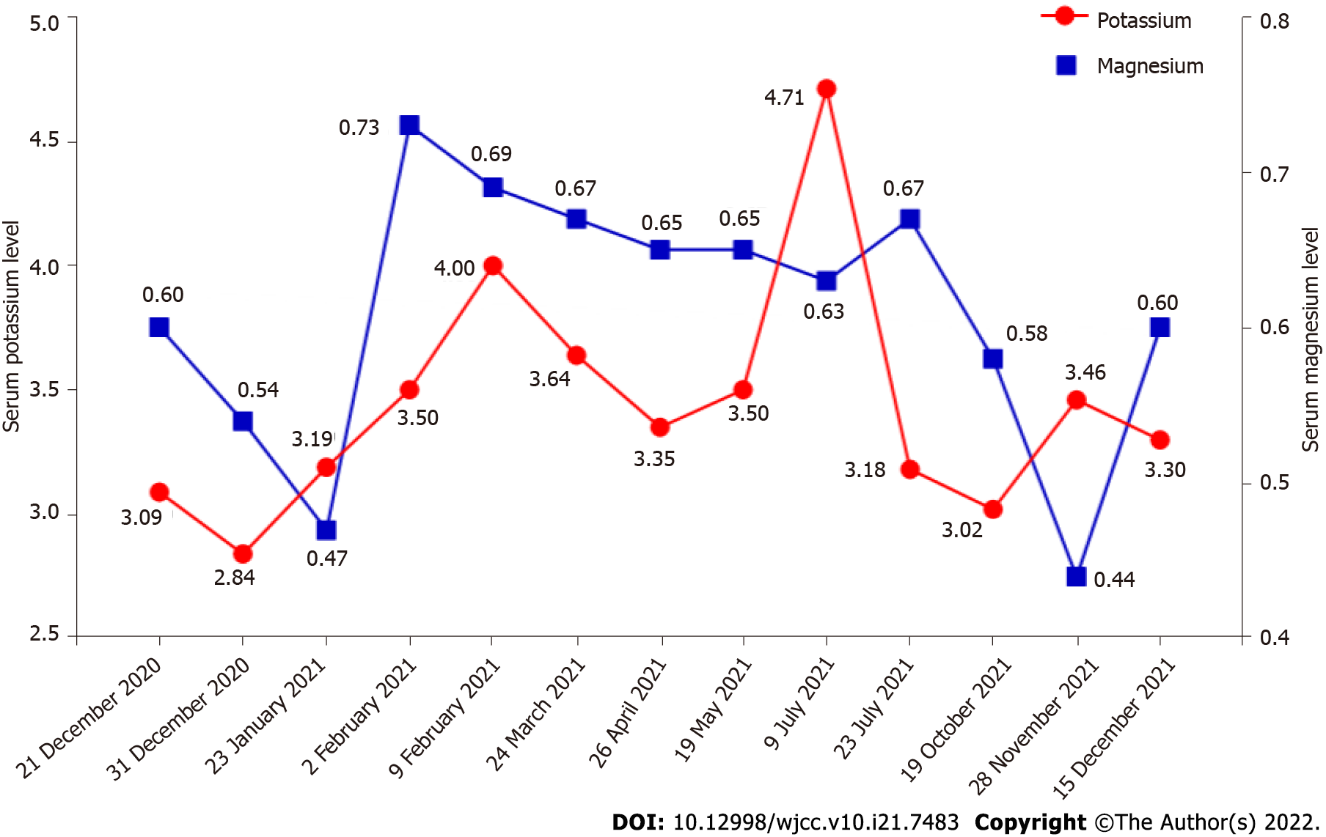 5.0
4.5
4.0
3.5
3.0
2.5
Serum potassium level
Potassium
Magnesium
0.8
0.7
0.6
0.5
0.4
Serum magnesium level
0.60
0.54
0.47
0.73
0.69
0.67
0.65
0.65
0.63
0.67
0.58
0.44
0.60
3.09
2.84
3.19
3.50
4.00
3.64
3.35
3.50
4.71
3.18
3.02
3.46
3.30
21 December 2020
31 December 2020
23 January 2021
2 February 2021
9 February 2021
24 March 2021
26 April 2021
19 May 2021
9 July 2021
23 July 2021
19 October 2021
28 November 2021
15 December 2021
DOI: 10.12998/wjcc.v10.i21.7483 Copyright ©The Author(s) 2022.